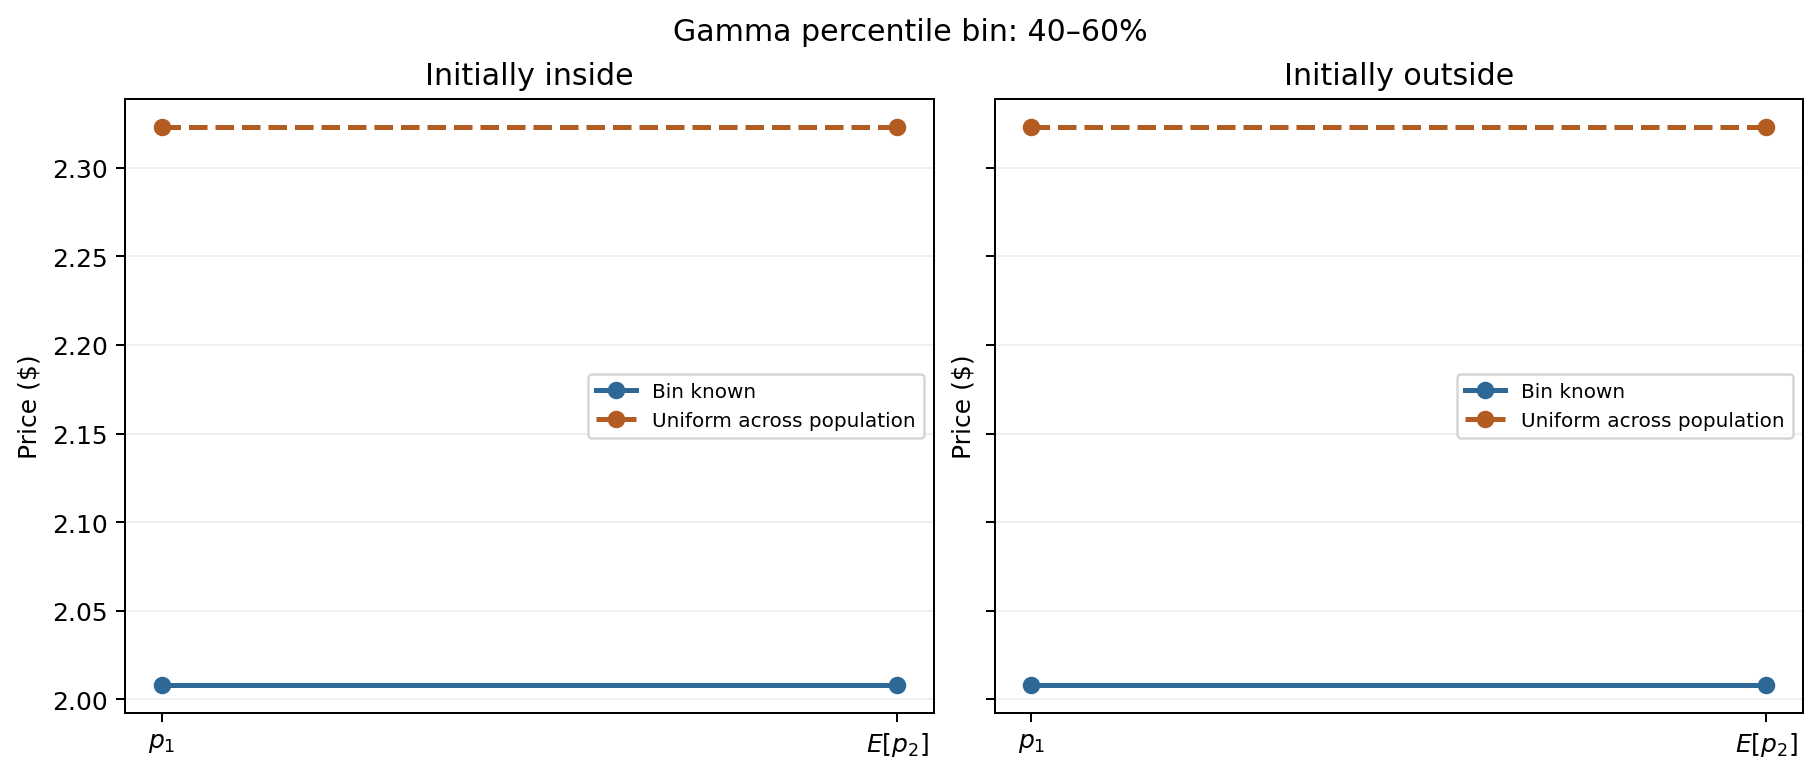 Gamma percentile bin: 40–60%
Initially inside
Initially outside
Price ($)
2.30
2.25
2.20
2.15
2.10
2.05
2.00
Bin known
Uniform across population
p₁
E[p₂]
Price ($)
Bin known
Uniform across population
p₁
E[p₂]